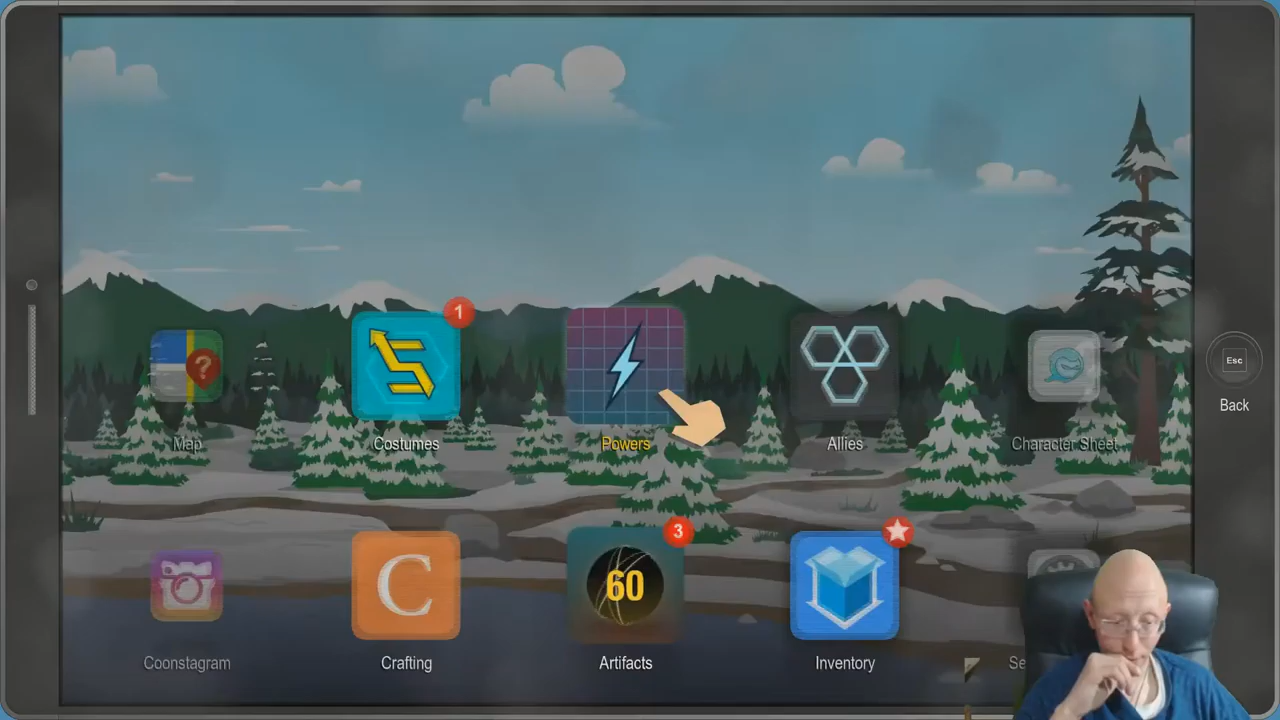 1
?
Esc
Back
Map
Costumes
Powers
Allies
Character Sheet
3
C
60
Coonstagram
Crafting
Artifacts
Inventory